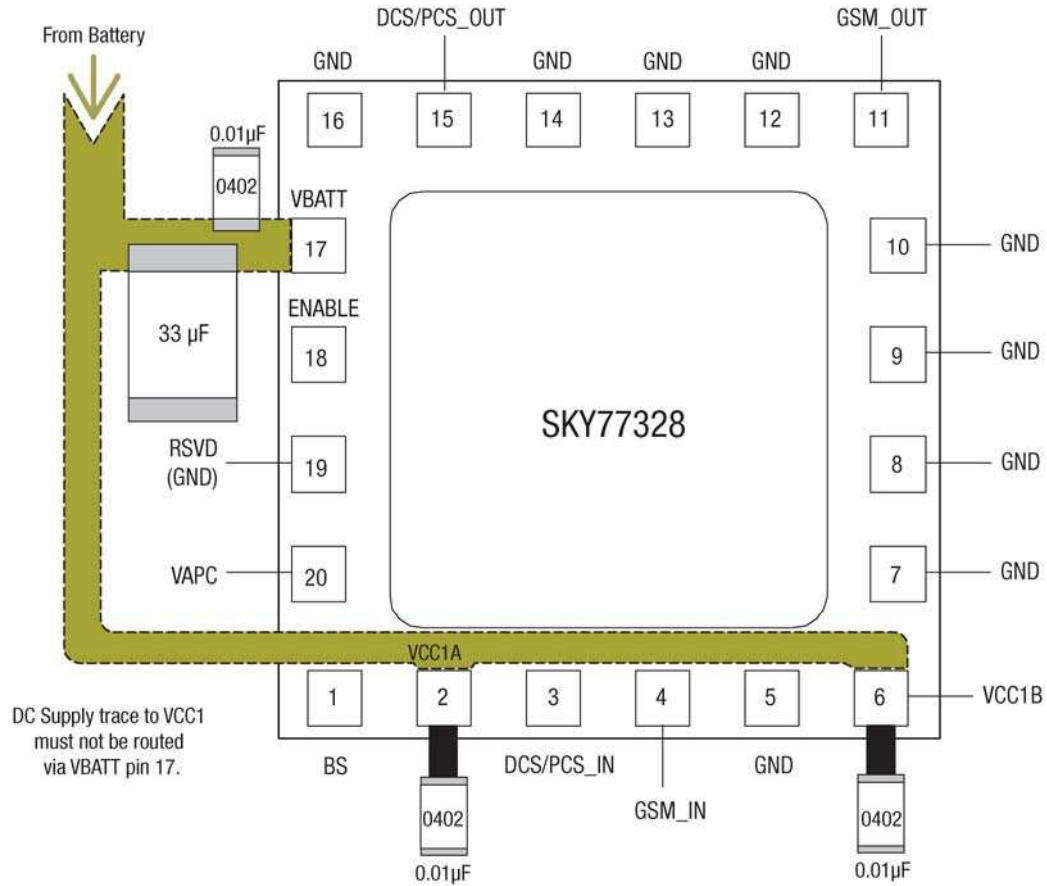 DCS/PCS_OUT
GSM_OUT
From Battery
GND
GND
GND
GND
16
15
14
13
12
11
0.01µF
0402
VBATT
17
10
GND
33 µF
ENABLE
18
9
GND
SKY77328
RSVD
(GND)
19
8
GND
VAPC
20
7
GND
VCC1A
1
2
3
4
5
6
VCC1B
DC Supply trace to VCC1
must not be routed
via VBATT pin 17.
BS
DCS/PCS_IN
GND
GSM_IN
0402
0.01µF
0402
0.01µF